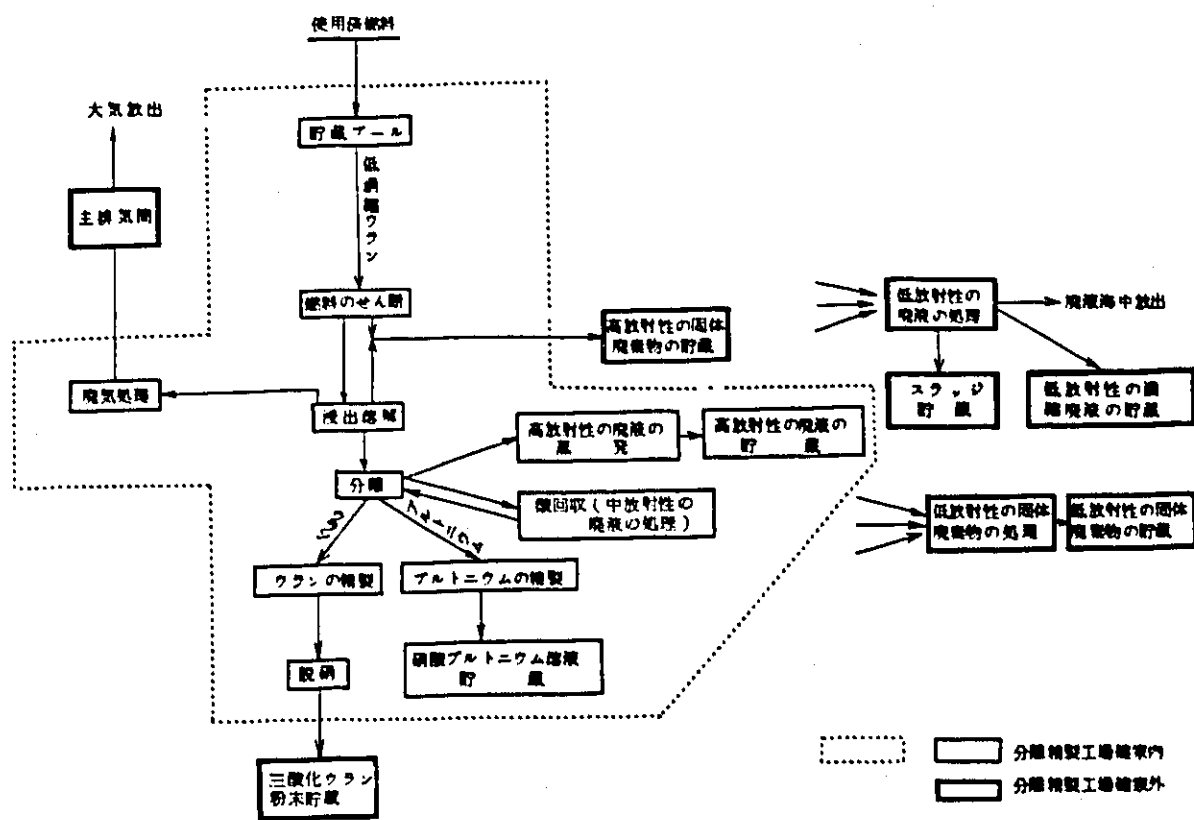 使用済燃料
大気放出
貯蔵プール
低濃縮ウラン
主排気筒
燃料のせん断
高放射性の固体
廃棄物の貯蔵
低放射性の
廃液の処理
廃液海中放出
廃気処理
浸出溶解
スラッジ
貯蔵
低放射性の濃
縮廃液の貯蔵
高放射性の廃液の
蒸発
高放射性の廃液の
貯蔵
分離
酸回収(中放射性の
廃液の処理)
ウラン
プルトニウム
低放射性の固体
廃棄物の処理
低放射性の固体
廃棄物の貯蔵
ウランの精製
プルトニウムの精製
脱硝
硝酸プルトニウム溶液
貯蔵
三酸化ウラン
粉末貯蔵
分離精製工場建家内
分離精製工場建家外